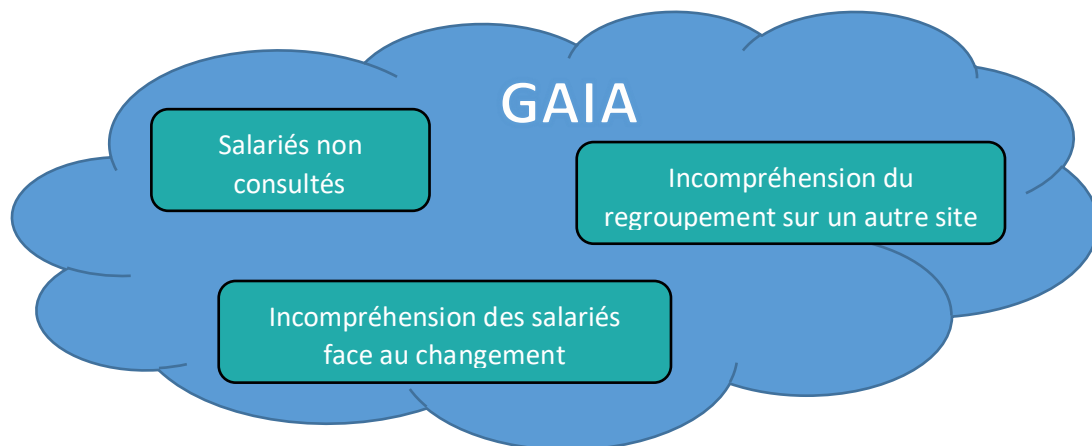 GAIA
Salariés non
consultés
Incompréhension du
regroupement sur un autre site
Incompréhension des salariés
face au changement